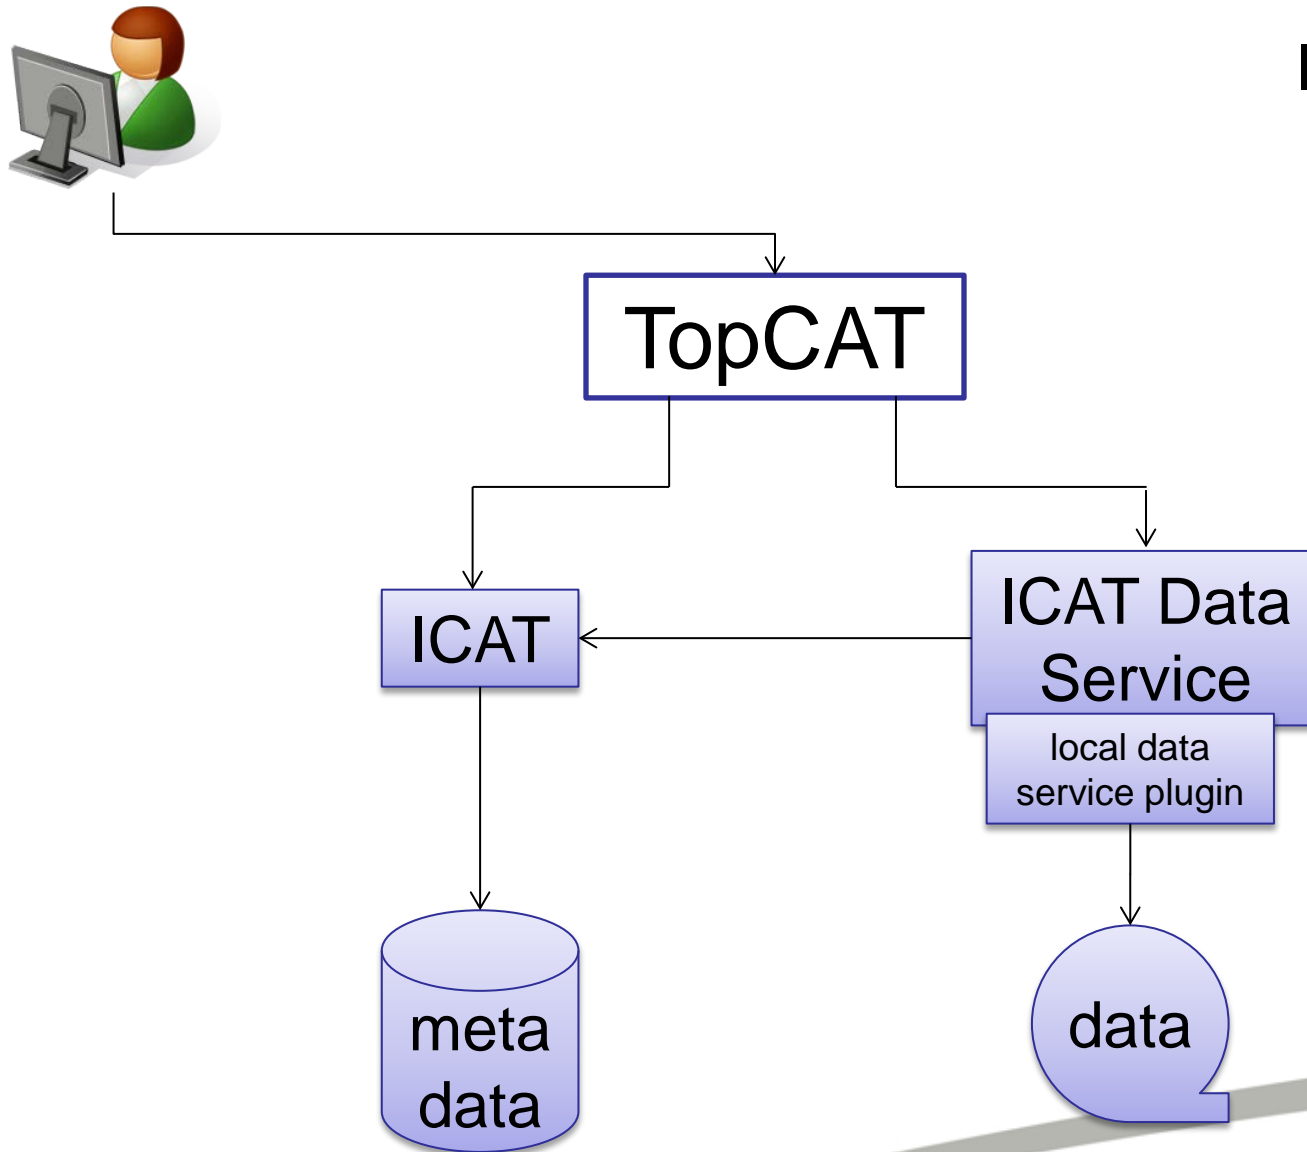 TopCAT
ICAT
ICAT Data
Service
local data
service plugin
meta
data
data